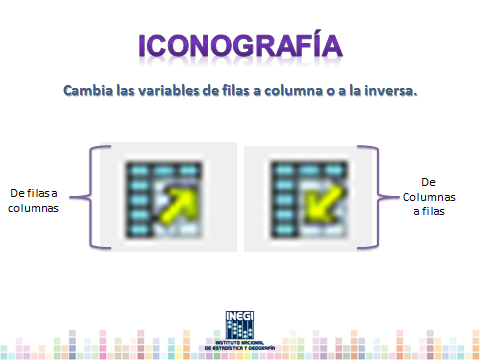 ICONOGRAFÍA
Cambia las variables de filas a columna o a la inversa.
De filas a
columnas
De
Columnas
a filas
INEGI
INSTITUTO NACIONAL
DE ESTADÍSTICA Y GEOGRAFÍA